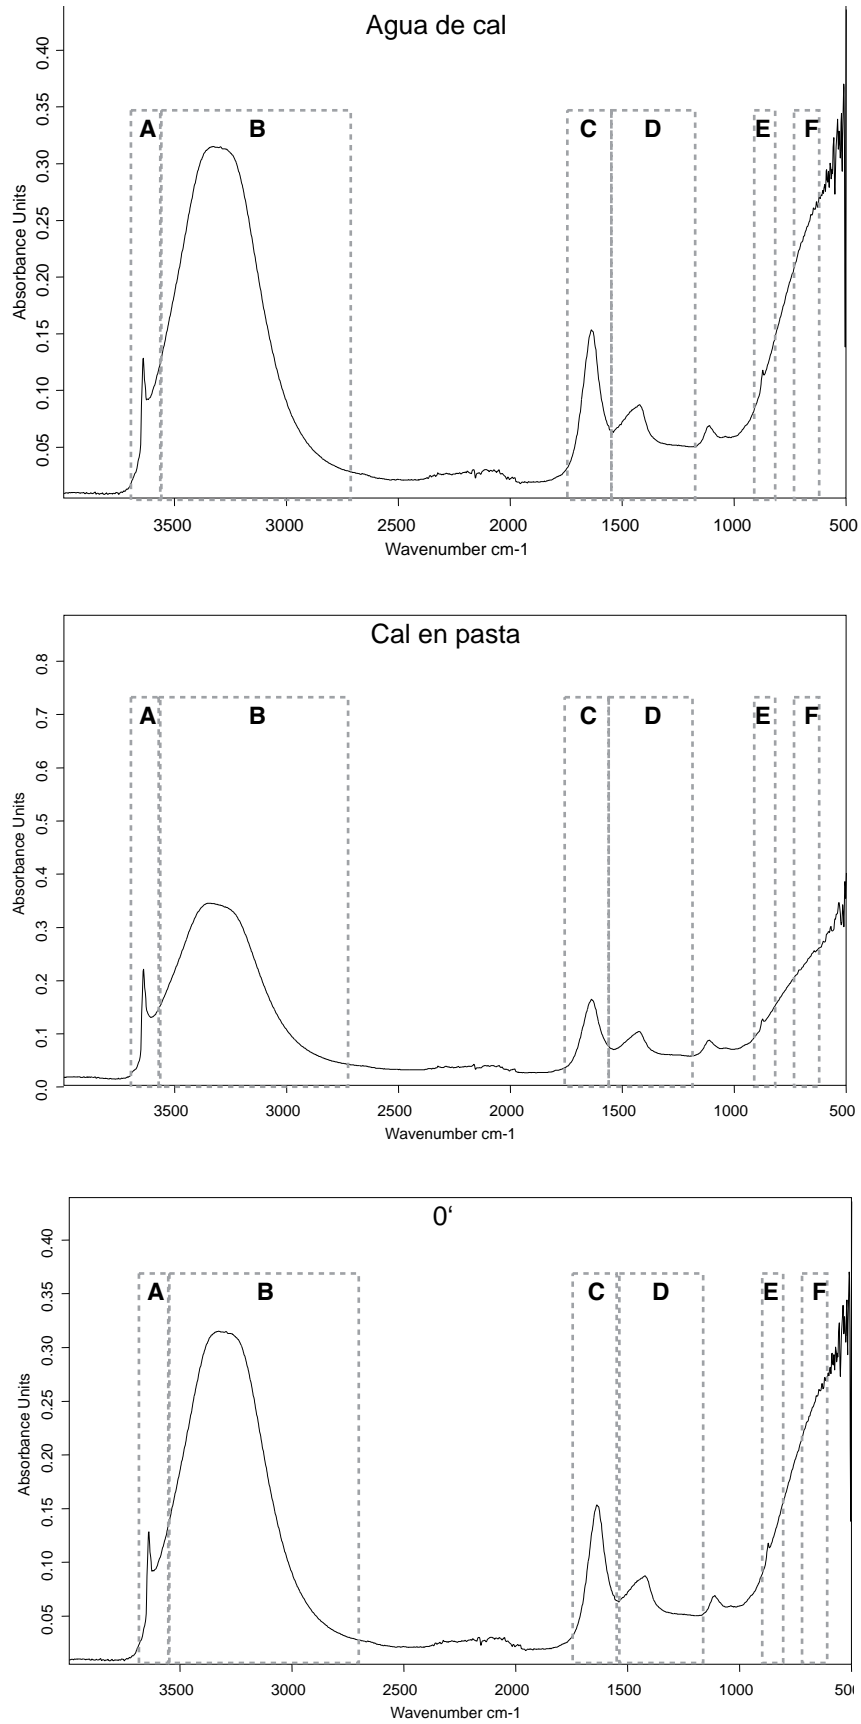 Agua de cal
0.40
0.35
0.30
0.25
0.20
0.15
0.10
0.05
Absorbance Units
A B C D E F
3500 3000 2500 2000 1500 1000 500
Wavenumber cm-1
Cal en pasta
0.8
0.7
0.6
0.5
0.4
0.3
0.2
0.1
0.0
Absorbance Units
A B C D E F
3500 3000 2500 2000 1500 1000 500
Wavenumber cm-1
0‘
0.40
0.35
0.30
0.25
0.20
0.15
0.10
0.05
Absorbance Units
A B C D E F
3500 3000 2500 2000 1500 1000 500
Wavenumber cm-1